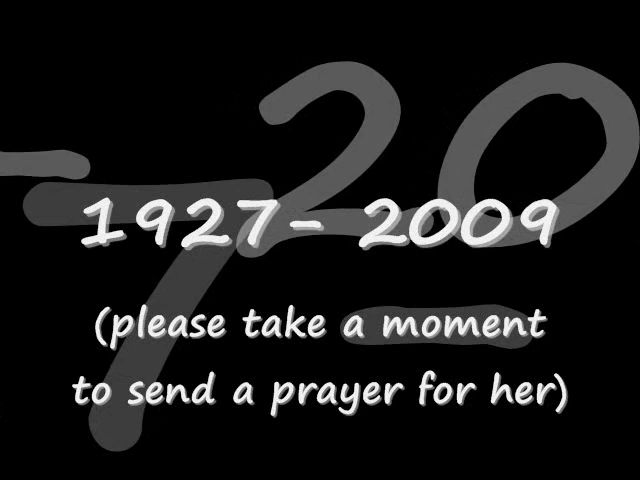 1927- 2009
(please take a moment
to send a prayer for her)